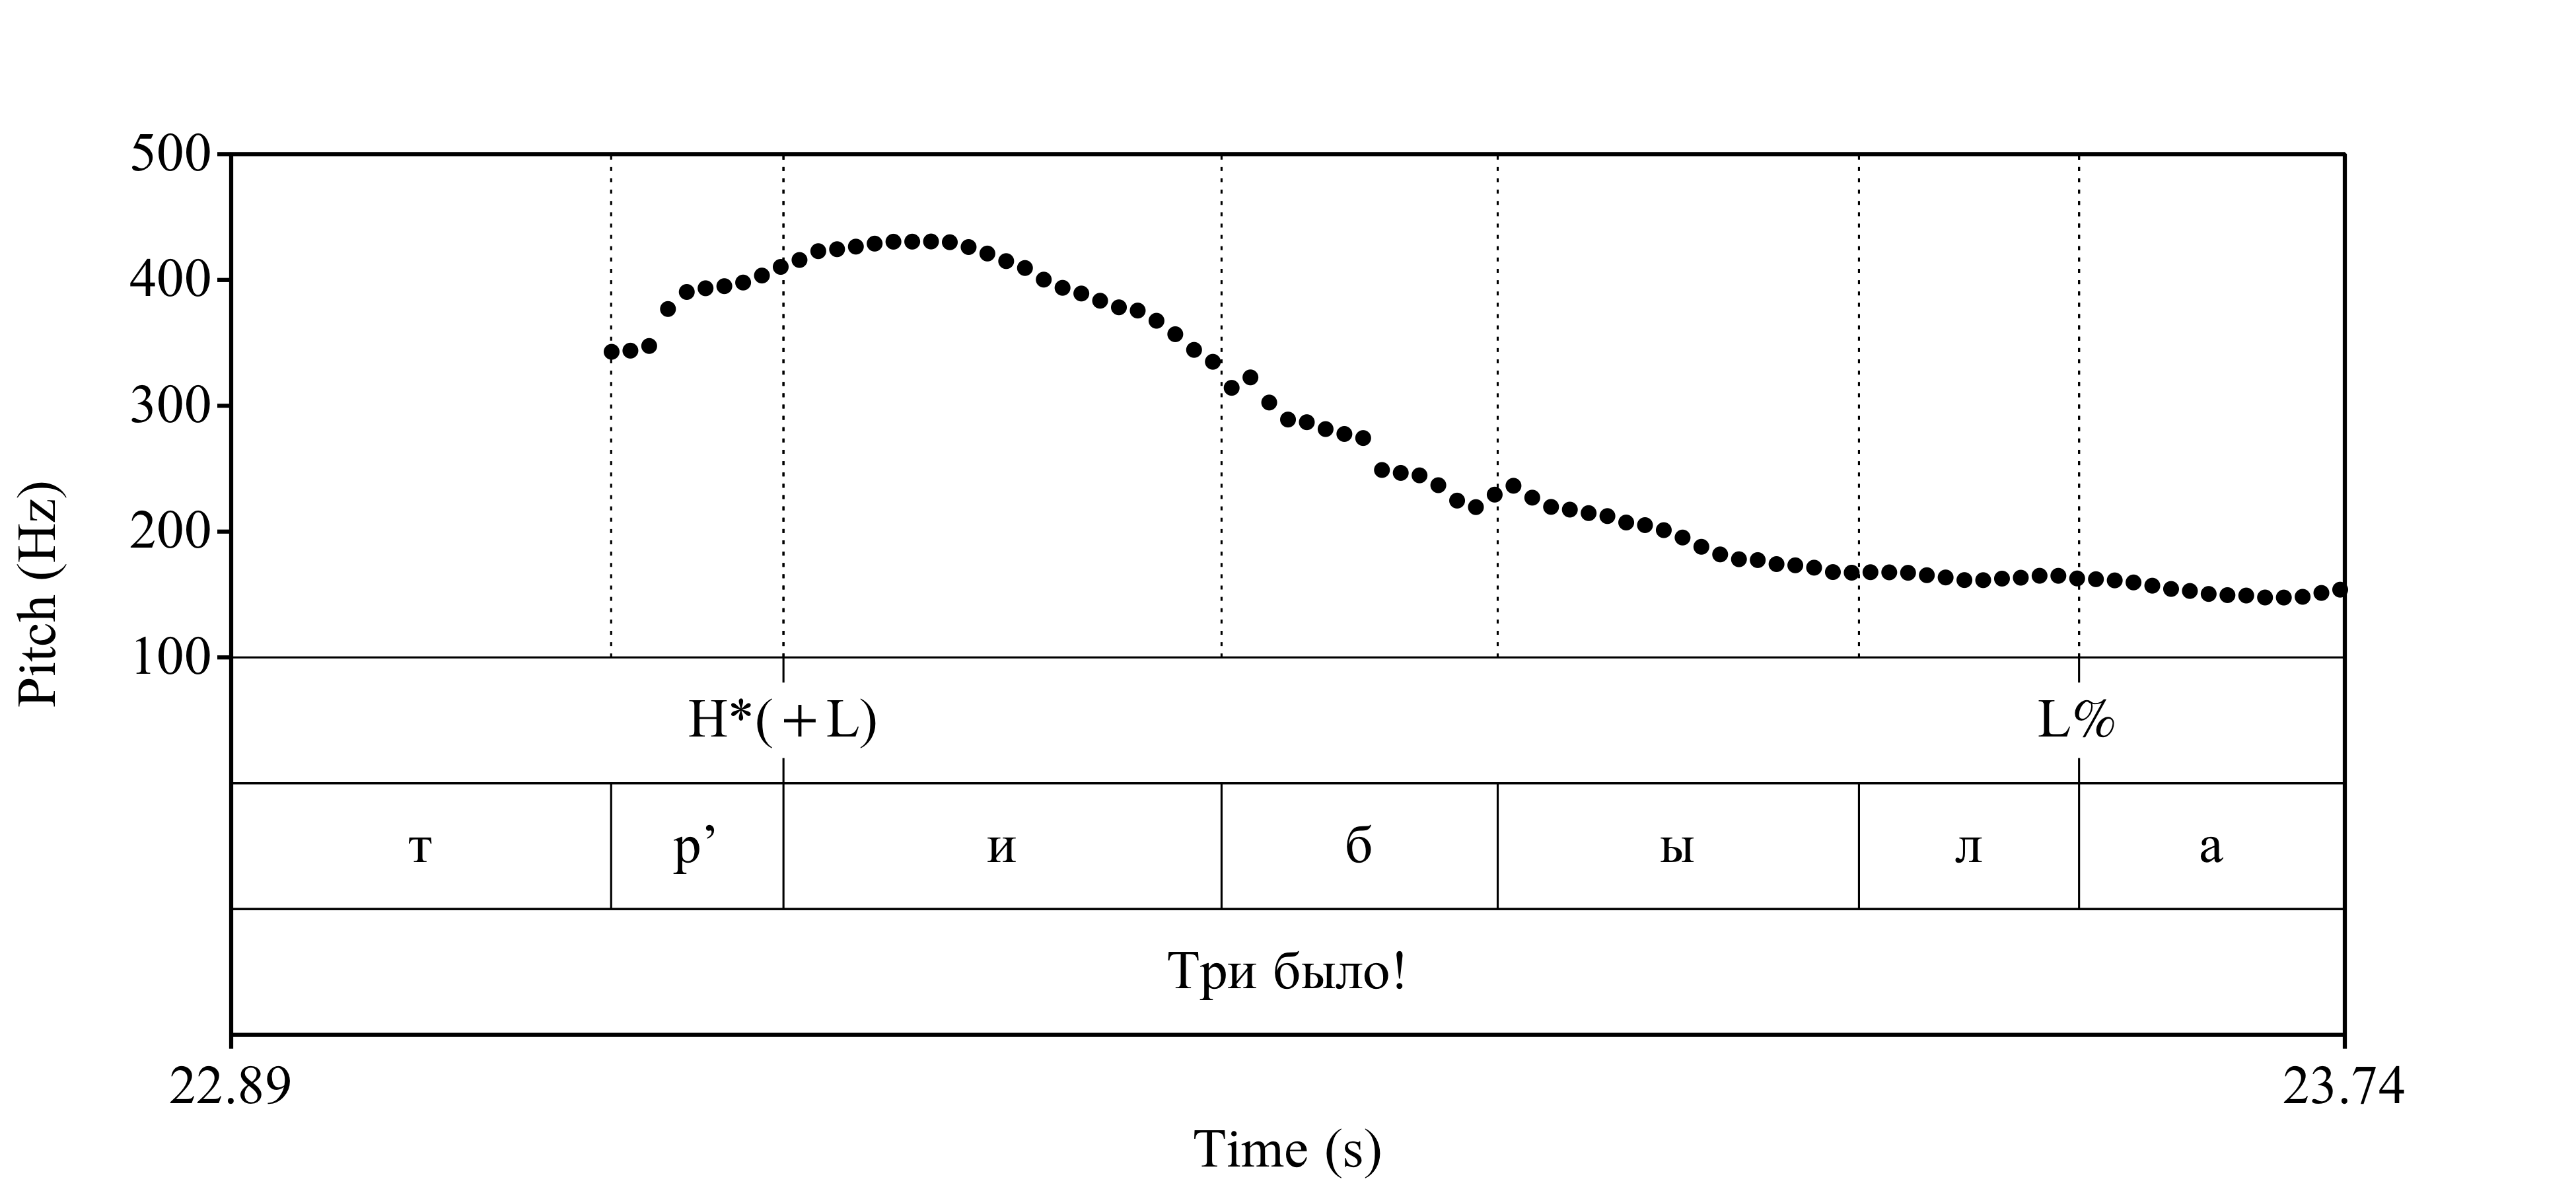 500
400
300
200
100
Pitch (Hz)
H*(+L) L%
т р’ и б ы л а
Три было!
22.89 23.74
Time (s)